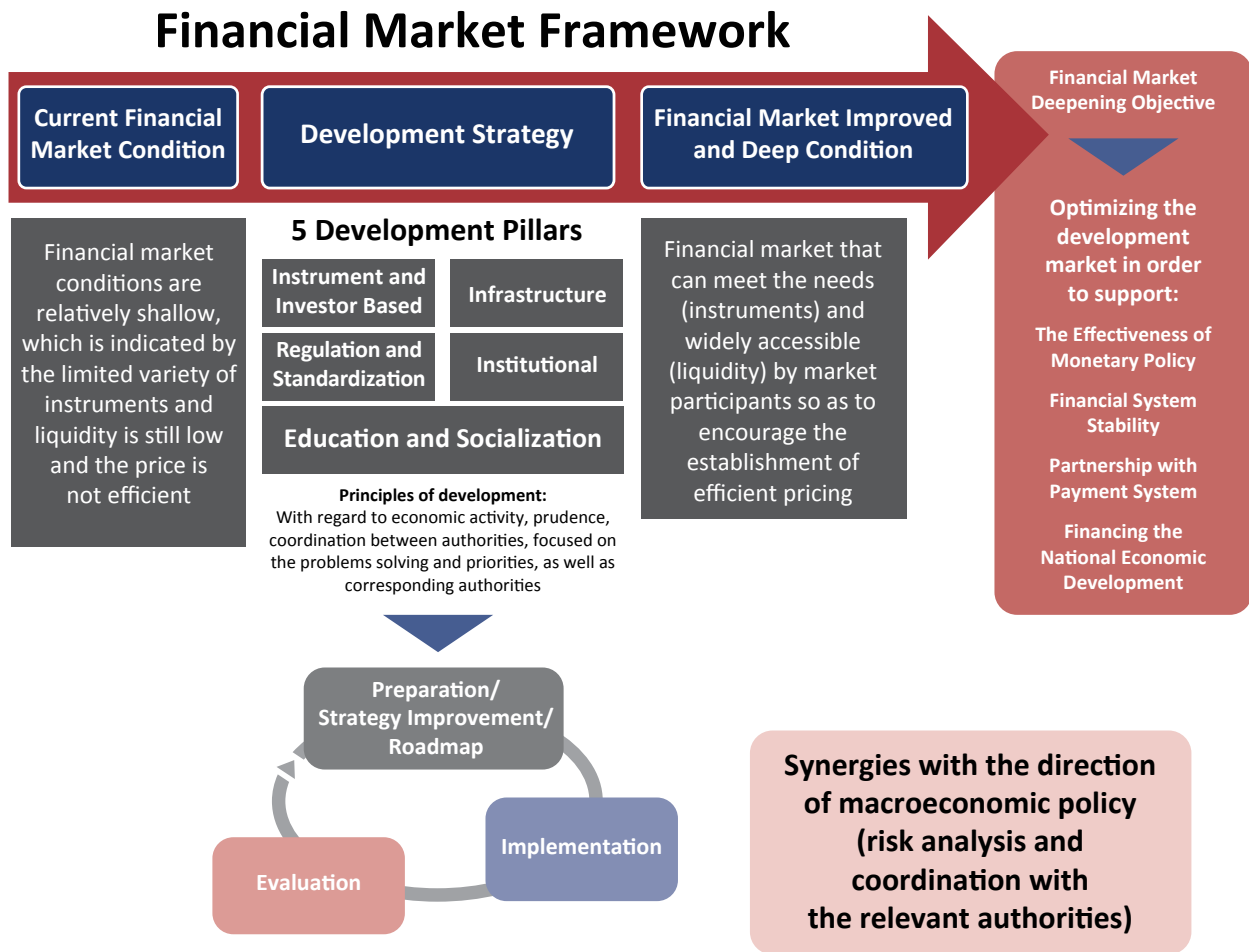 Financial Market Framework
Current Financial
Market Condition
Development Strategy
Financial Market Improved
and Deep Condition
Financial Market
Deepening Objective
Financial market
conditions are
relatively shallow,
which is indicated by
the limited variety of
instruments and
liquidity is still low
and the price is
not efficient
5 Development Pillars
Instrument and
Investor Based
Infrastructure
Regulation and
Standardization
Institutional
Education and Socialization
Principles of development:
With regard to economic activity, prudence,
coordination between authorities, focused on
the problems solving and priorities, as well as
corresponding authorities
Financial market that
can meet the needs
(instruments) and
widely accessible
(liquidity) by market
participants so as to
encourage the
establishment of
efficient pricing
Optimizing the
development
market in order
to support:
The Effectiveness of
Monetary Policy
Financial System
Stability
Partnership with
Payment System
Financing the
National Economic
Development
Preparation/
Strategy Improvement/
Roadmap
Implementation
Evaluation
Synergies with the direction
of macroeconomic policy
(risk analysis and
coordination with
the relevant authorities)